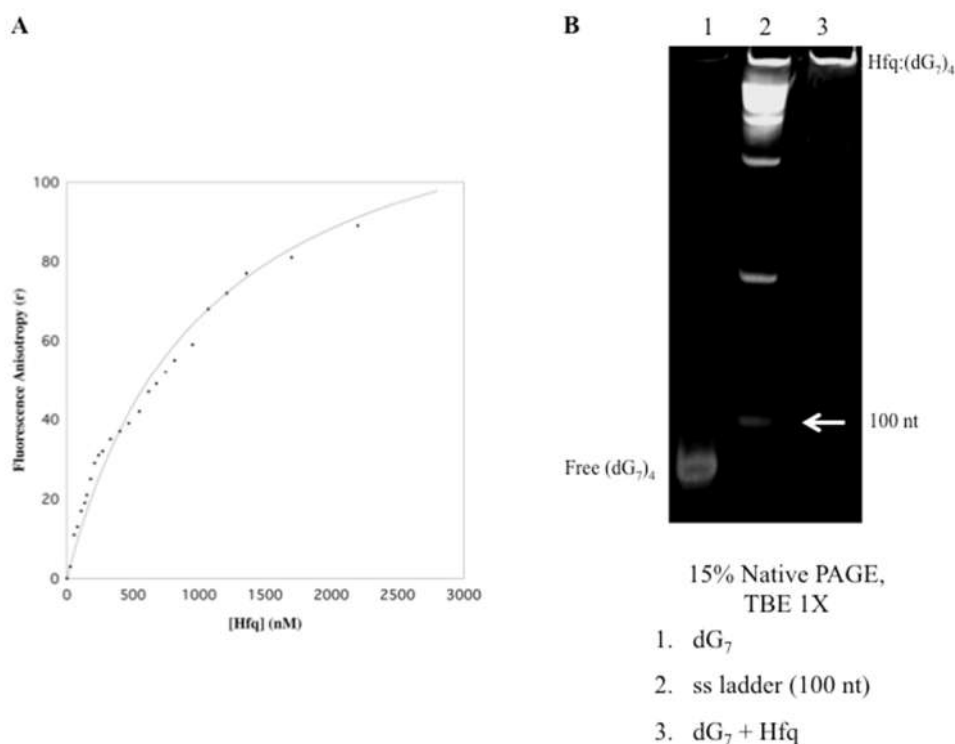 A
Fluorescence Anisotropy (r)
100
80
60
40
20
0
0 500 1000 1500 2000 2500 3000
[Hfq] (nM)
B
1 2 3
Hfq:(dG₇)₄
100 nt
Free (dG₇)₄
15% Native PAGE,
TBE 1X
1. dG₇
2. ss ladder (100 nt)
3. dG₇ + Hfq